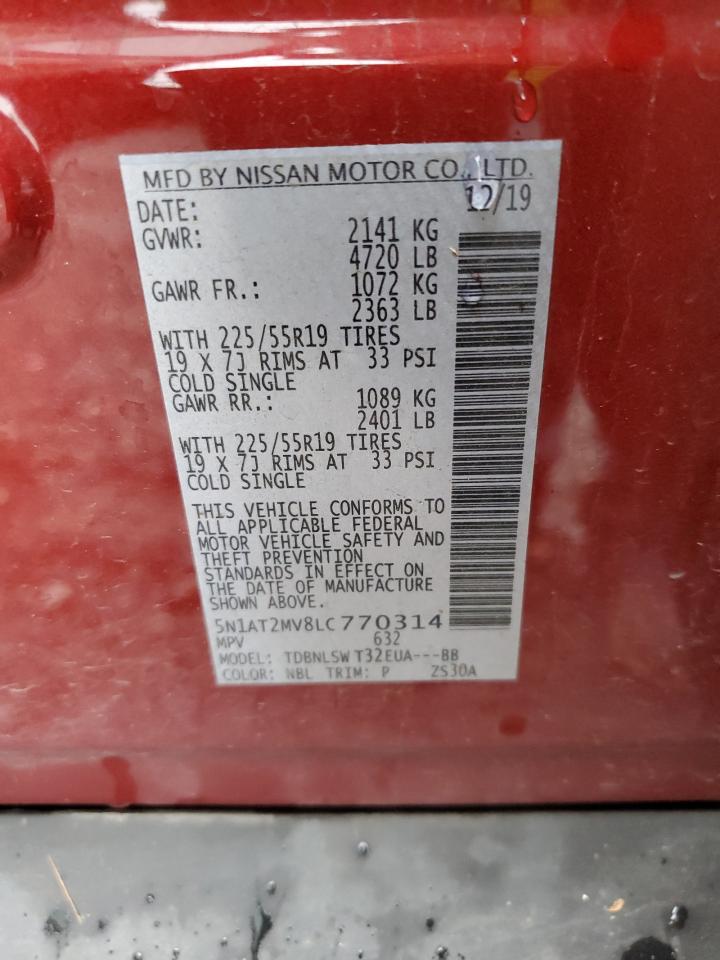 MFD BY NISSAN MOTOR CO., LTD.
DATE: 12/19
GVWR: 2141 KG
4720 LB
GAWR FR.: 1072 KG
2363 LB
WITH 225/55R19 TIRES
19 X 7J RIMS AT 33 PSI
COLD SINGLE
GAWR RR.: 1089 KG
2401 LB
WITH 225/55R19 TIRES
19 X 7J RIMS AT 33 PSI
COLD SINGLE
THIS VEHICLE CONFORMS TO
ALL APPLICABLE FEDERAL
MOTOR VEHICLE SAFETY AND
THEFT PREVENTION
STANDARDS IN EFFECT ON
THE DATE OF MANUFACTURE
SHOWN ABOVE.
5N1AT2MV8LC770314
MPV 632
MODEL: TDBNLSW T32EUA---BB
COLOR: NBL TRIM: P ZS30A